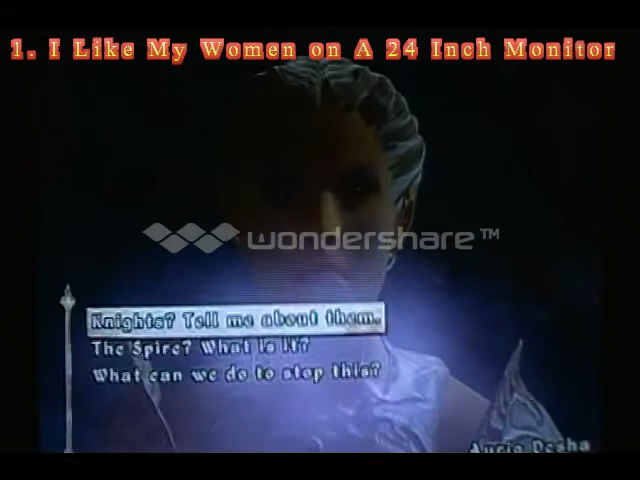 1. I Like My Women on A 24 Inch Monitor
wondershare™
Knights? Tell me about them.
The Spire? What is it?
What can we do to stop this?